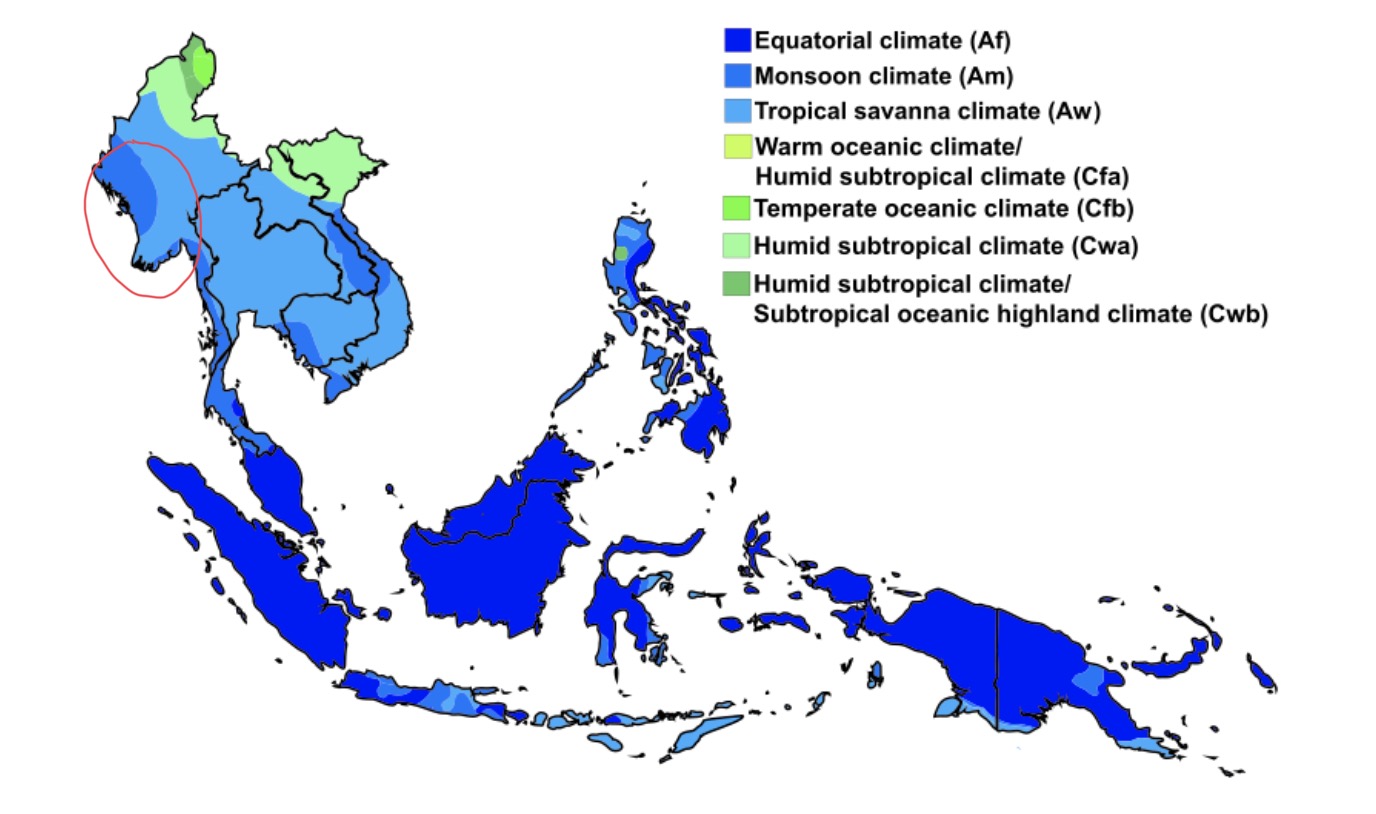 Equatorial climate (Af)
Monsoon climate (Am)
Tropical savanna climate (Aw)
Warm oceanic climate/
Humid subtropical climate (Cfa)
Temperate oceanic climate (Cfb)
Humid subtropical climate (Cwa)
Humid subtropical climate/
Subtropical oceanic highland climate (Cwb)